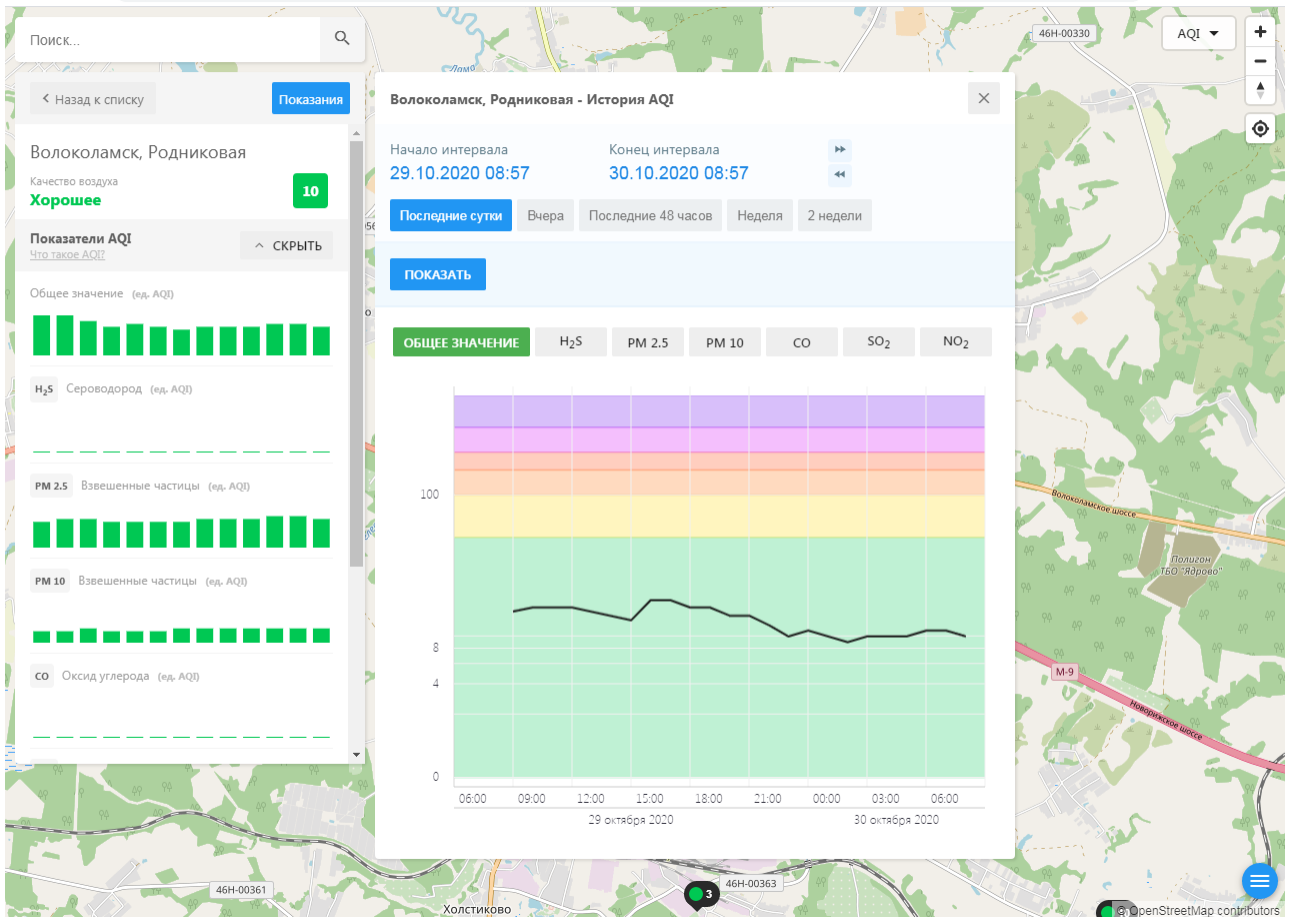 Поиск...
Назад к списку
Показания
Волоколамск, Родниковая
Качество воздуха
Хорошее
10
Показатели AQI
Что такое AQI?
СКРЫТЬ
Общее значение (ед. AQI)
H2S Сероводород (ед. AQI)
PM 2.5 Взвешенные частицы (ед. AQI)
PM 10 Взвешенные частицы (ед. AQI)
CO Оксид углерода (ед. AQI)
Волоколамск, Родниковая - История AQI
Начало интервала
29.10.2020 08:57
Конец интервала
30.10.2020 08:57
Последние сутки
Вчера
Последние 48 часов
Неделя
2 недели
ПОКАЗАТЬ
ОБЩЕЕ ЗНАЧЕНИЕ
H2S
PM 2.5
PM 10
CO
SO2
NO2
100
8
4
0
06:00 09:00 12:00 15:00 18:00 21:00 00:00 03:00 06:00
29 октября 2020 30 октября 2020
Лама
46Н-00330
AQI
Волоколамское шоссе
Полигон
ТБО "Ядрово"
М-9
Новорижское шоссе
46Н-00361
46Н-00363
3
Холстиково
© OpenStreetMap contributors